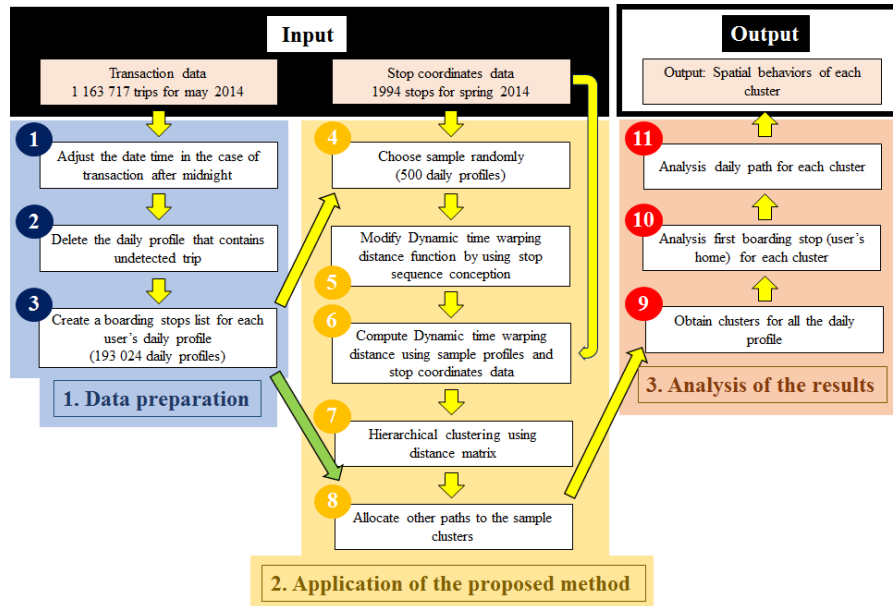 Input
Transaction data
1 163 717 trips for may 2014
Stop coordinates data
1994 stops for spring 2014
1
Adjust the date time in the case of
transaction after midnight
2
Delete the daily profile that contains
undetected trip
3
Create a boarding stops list for each
user's daily profile
(193 024 daily profiles)
1. Data preparation
4
Choose sample randomly
(500 daily profiles)
5
Modify Dynamic time warping
distance function by using stop
sequence conception
6
Compute Dynamic time warping
distance using sample profiles and
stop coordinates data
7
Hierarchical clustering using
distance matrix
8
Allocate other paths to the sample
clusters
2. Application of the proposed method
Output
Output: Spatial behaviors of each
cluster
11
Analysis daily path for each cluster
10
Analysis first boarding stop (user's
home) for each cluster
9
Obtain clusters for all the daily
profile
3. Analysis of the results